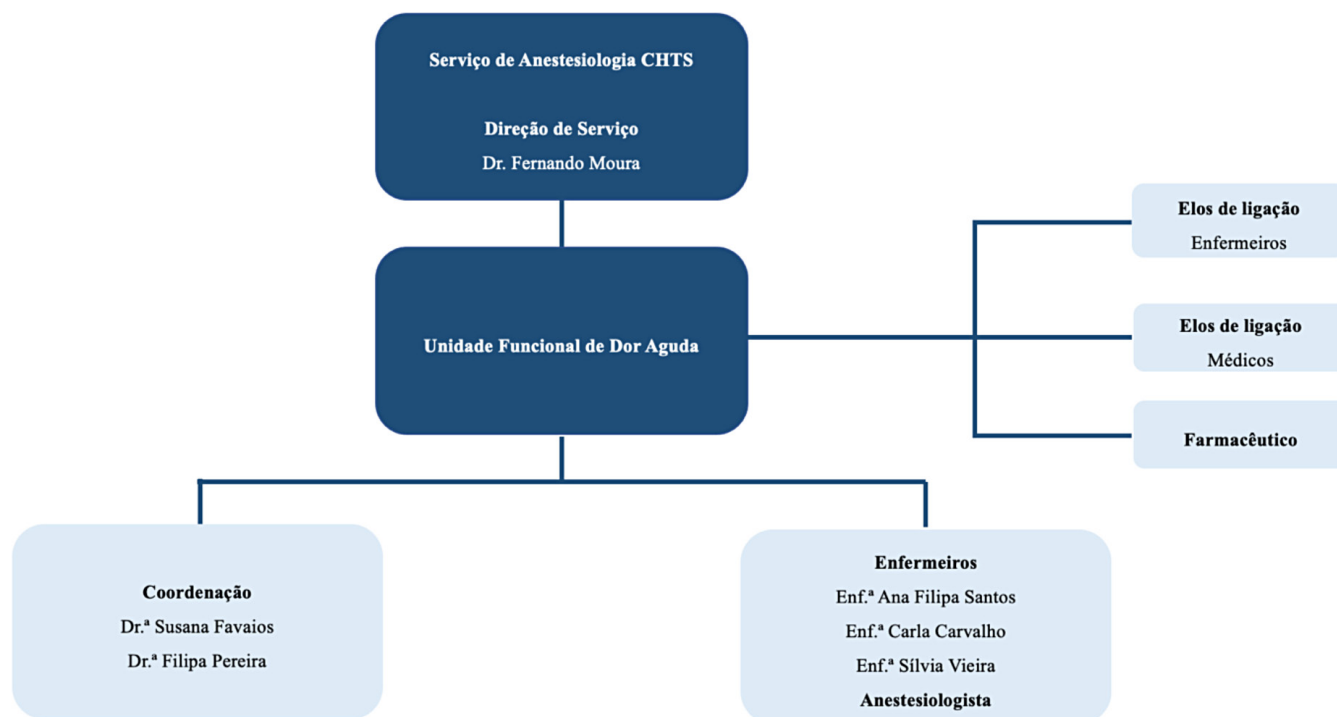 Serviço de Anestesiologia CHTS
Direção de Serviço
Dr. Fernando Moura
Unidade Funcional de Dor Aguda
Elos de ligação
Enfermeiros
Elos de ligação
Médicos
Farmacêutico
Coordenação
Dr.ª Susana Favaios
Dr.ª Filipa Pereira
Enfermeiros
Enf.ª Ana Filipa Santos
Enf.ª Carla Carvalho
Enf.ª Sílvia Vieira
Anestesiologista